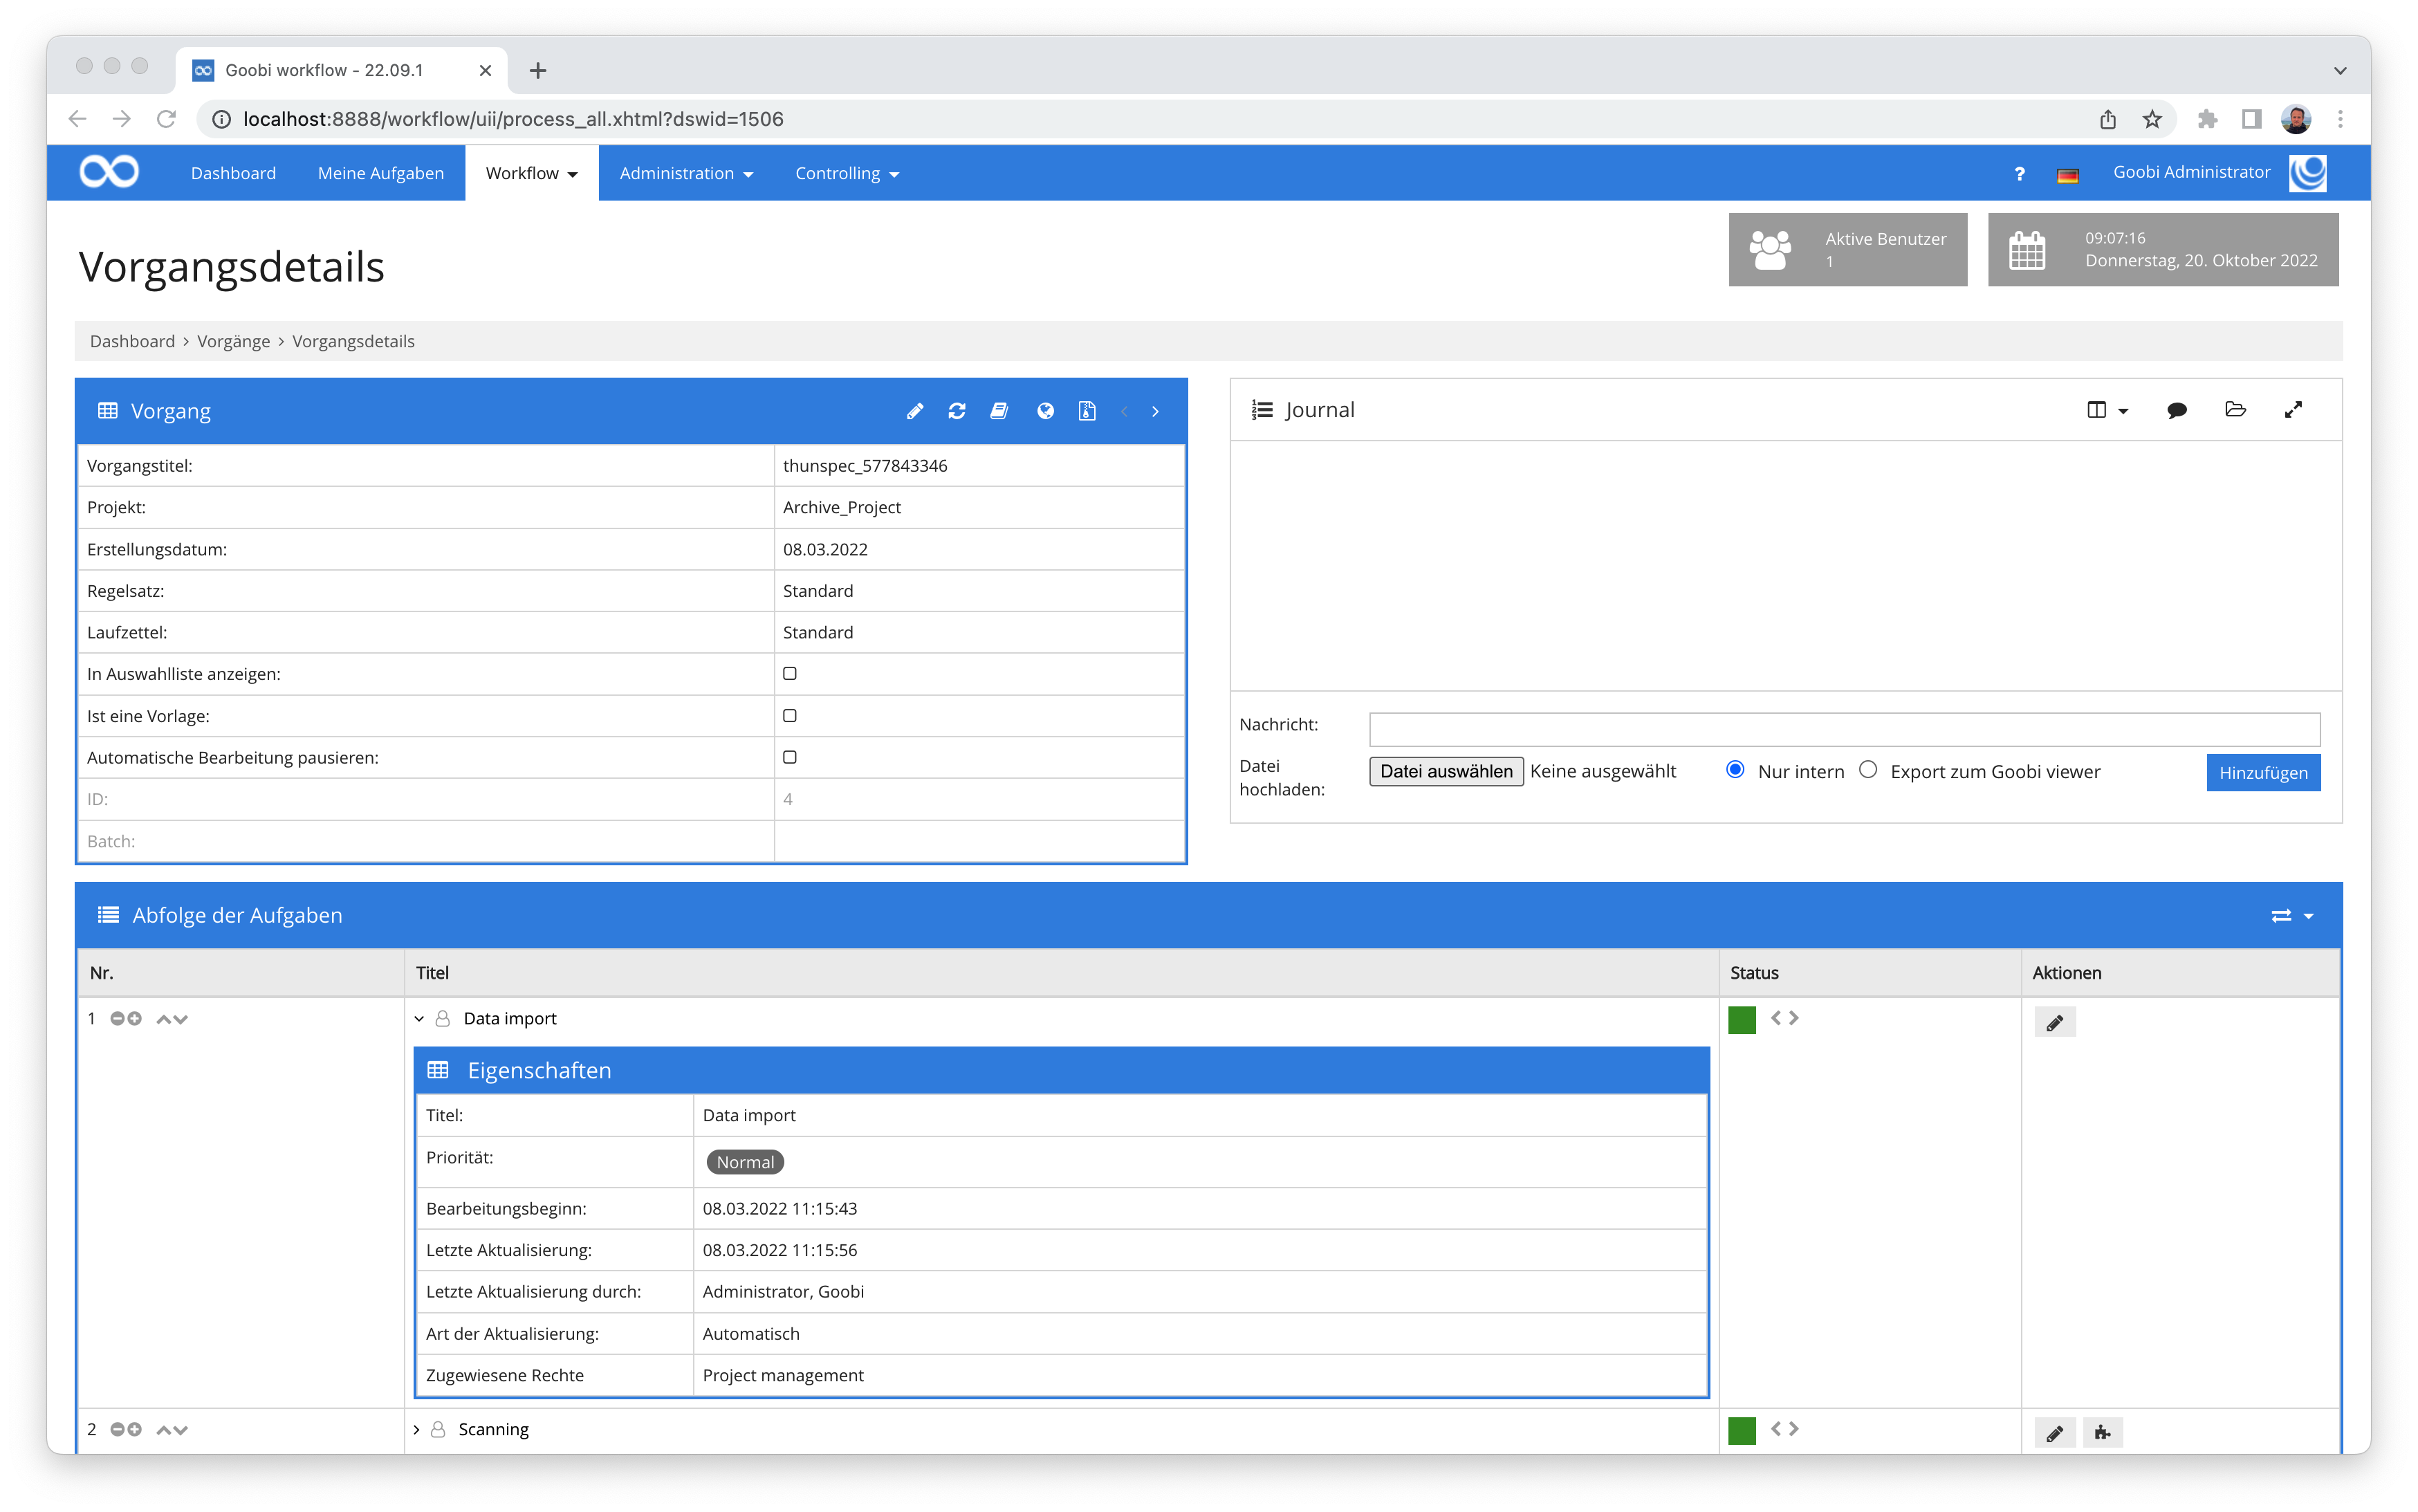 Goobi workflow - 22.09.1
localhost:8888/workflow/uii/process_all.xhtml?dswid=1506
Dashboard Meine Aufgaben Workflow Administration Controlling ? Goobi Administrator
Vorgangsdetails
Aktive Benutzer
1
09:07:16
Donnerstag, 20. Oktober 2022
Dashboard › Vorgänge › Vorgangsdetails
Vorgang
Vorgangstitel: thunspec_577843346
Projekt: Archive_Project
Erstellungsdatum: 08.03.2022
Regelsatz: Standard
Laufzettel: Standard
In Auswahlliste anzeigen:
Ist eine Vorlage:
Automatische Bearbeitung pausieren:
ID: 4
Batch:
Journal
Nachricht:
Datei
hochladen:
Datei auswählen Keine ausgewählt Nur intern Export zum Goobi viewer Hinzufügen
Abfolge der Aufgaben
Nr. Titel Status Aktionen
1 Data import
Eigenschaften
Titel: Data import
Priorität: Normal
Bearbeitungsbeginn: 08.03.2022 11:15:43
Letzte Aktualisierung: 08.03.2022 11:15:56
Letzte Aktualisierung durch: Administrator, Goobi
Art der Aktualisierung: Automatisch
Zugewiesene Rechte Project management
2 Scanning